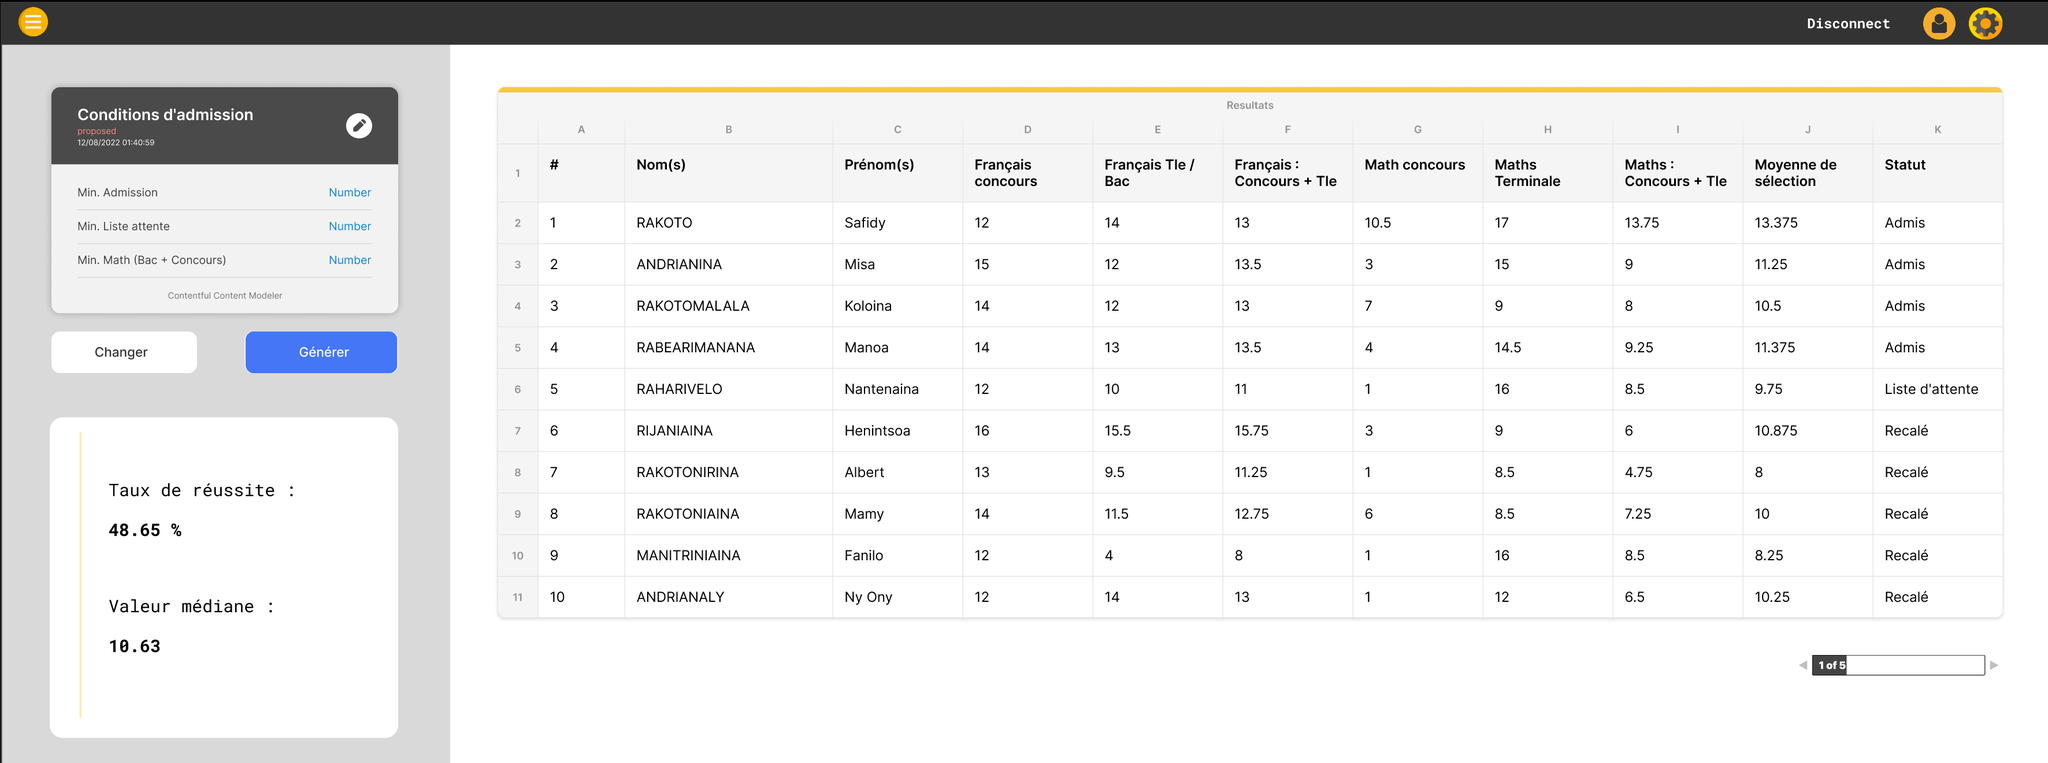 Disconnect
Conditions d'admission
proposed
12/08/2022 01:40:59
Min. Admission Number
Min. Liste attente Number
Min. Math (Bac + Concours) Number
Contentful Content Modeler
Changer Générer
Taux de réussite :
48.65 %
Valeur médiane :
10.63
Resultats
A B C D E F G H I J K
1 # Nom(s) Prénom(s) Français concours Français Tle / Bac Français : Concours + Tle Math concours Maths Terminale Maths : Concours + Tle Moyenne de sélection Statut
2 1 RAKOTO Safidy 12 14 13 10.5 17 13.75 13.375 Admis
3 2 ANDRIANINA Misa 15 12 13.5 3 15 9 11.25 Admis
4 3 RAKOTOMALALA Koloina 14 12 13 7 9 8 10.5 Admis
5 4 RABEARIMANANA Manoa 14 13 13.5 4 14.5 9.25 11.375 Admis
6 5 RAHARIVELO Nantenaina 12 10 11 1 16 8.5 9.75 Liste d'attente
7 6 RIJANIAINA Henintsoa 16 15.5 15.75 3 9 6 10.875 Recalé
8 7 RAKOTONIRINA Albert 13 9.5 11.25 1 8.5 4.75 8 Recalé
9 8 RAKOTONIAINA Mamy 14 11.5 12.75 6 8.5 7.25 10 Recalé
10 9 MANITRINIAINA Fanilo 12 4 8 1 16 8.5 8.25 Recalé
11 10 ANDRIANALY Ny Ony 12 14 13 1 12 6.5 10.25 Recalé
1 of 5